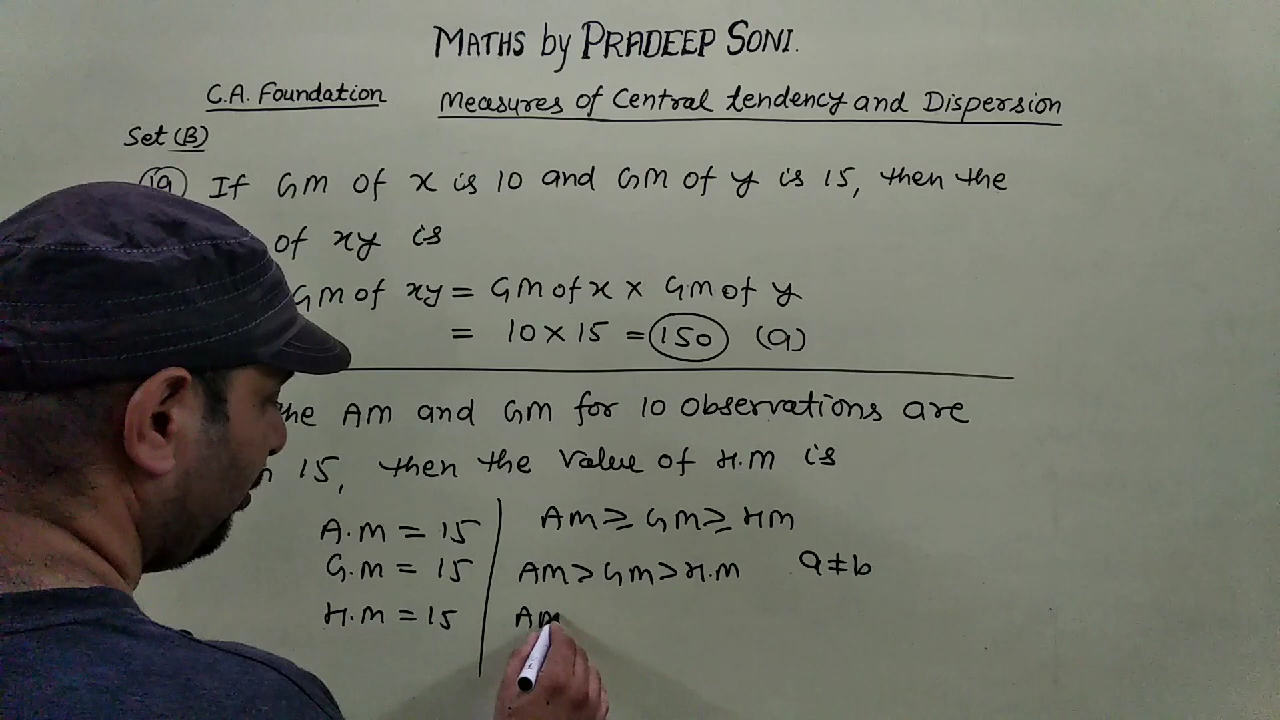 MATHS by PRADEEP SONI.
C.A. Foundation Measures of Central tendency and Dispersion
Set (B)
If GM of x is 10 and GM of y is 15, then the
of xy is
GM of xy = GM of x × GM of y
= 10 × 15 = 150 (a)
the AM and GM for 10 observations are
15, then the value of H.M is
A.M = 15 AM ≥ GM ≥ HM
G.M = 15 AM > GM > H.M a ≠ b
H.M = 15 AM